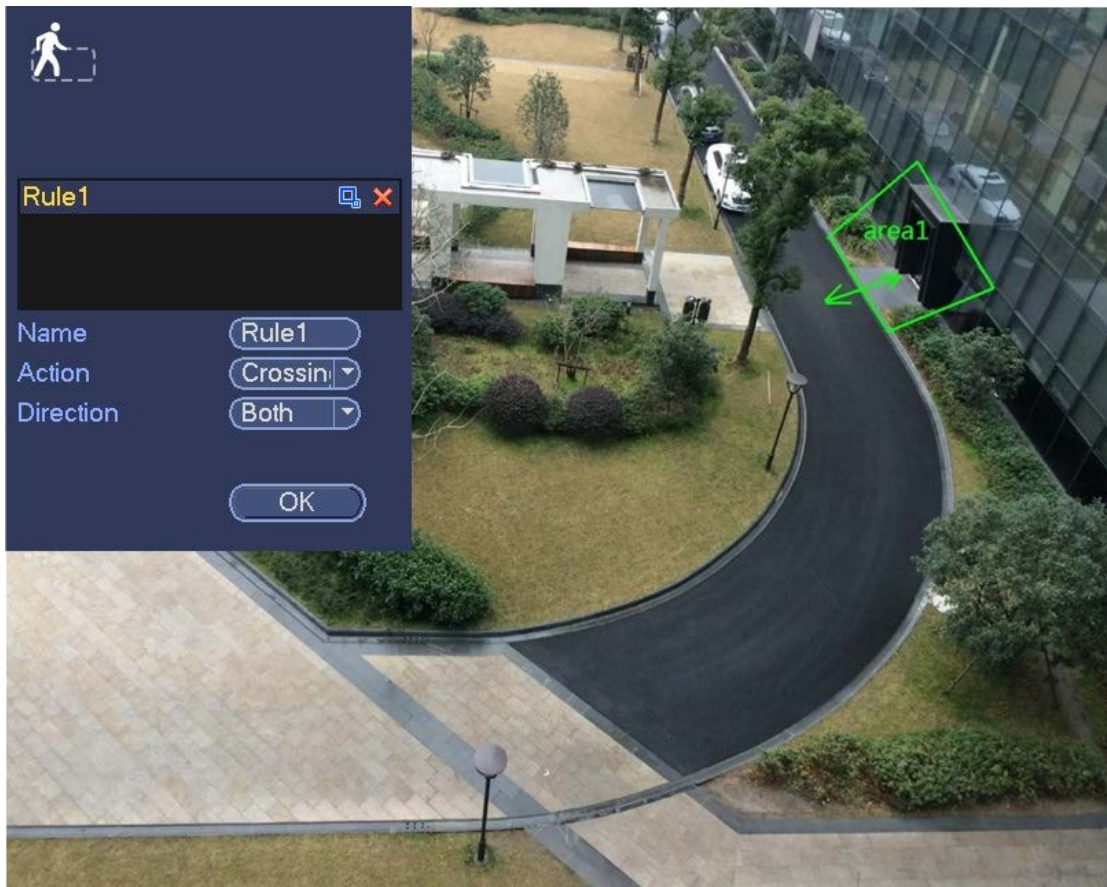 Rule1
Name
Rule1
Action
Crossin
Direction
Both
OK
area1